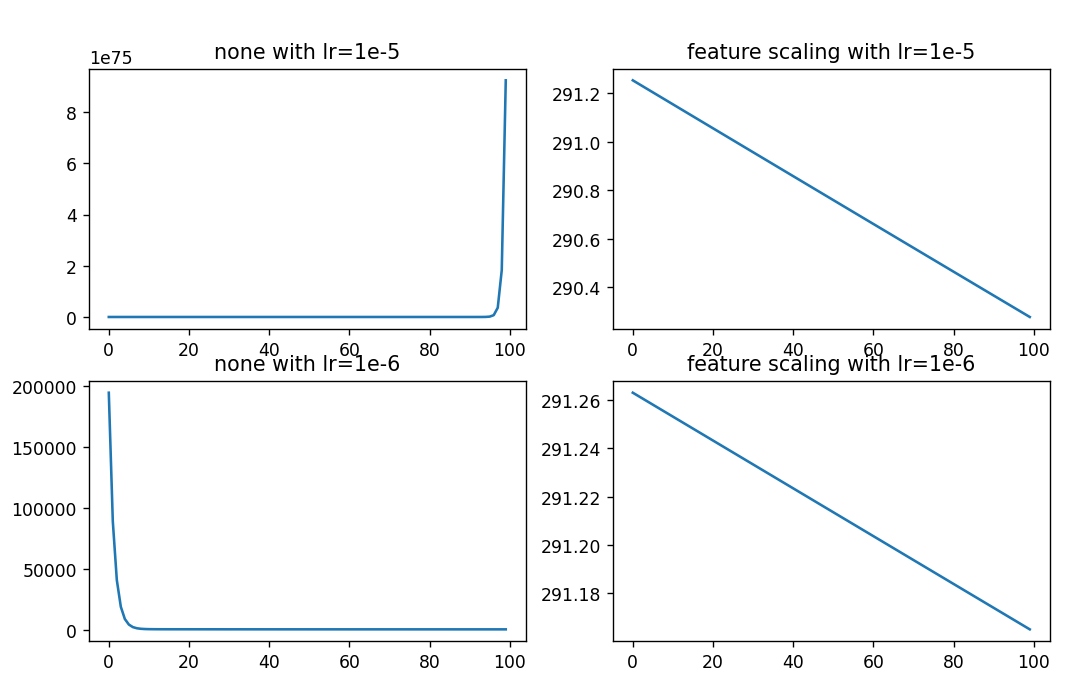 none with lr=1e-5
1e75
8
6
4
2
0
0 20 40 60 80 100
feature scaling with lr=1e-5
291.2
291.0
290.8
290.6
290.4
0 20 40 60 80 100
none with lr=1e-6
200000
150000
100000
50000
0
0 20 40 60 80 100
feature scaling with lr=1e-6
291.26
291.24
291.22
291.20
291.18
0 20 40 60 80 100